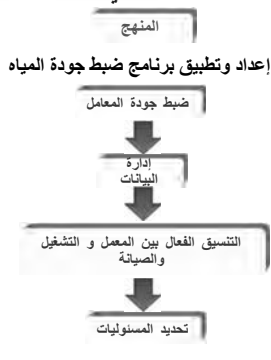 المنهج
إعداد وتطبيق برنامج ضبط جودة المياه
ضبط جودة المعامل
إدارة
البيانات
التنسيق الفعال بين المعمل و التشغيل
والصيانة
تحديد المسئوليات